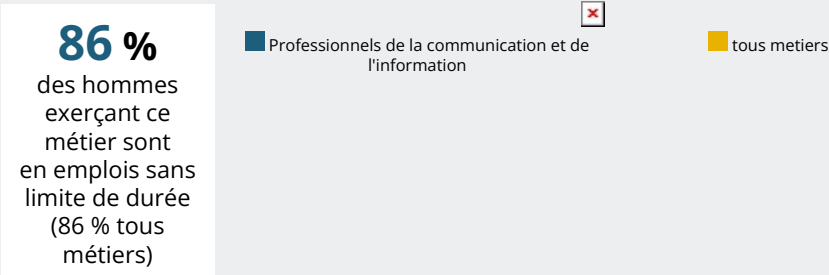 86 %
des hommes
exerçant ce
métier sont
en emplois sans
limite de durée
(86 % tous
métiers)
Professionnels de la communication et de
l'information
tous metiers